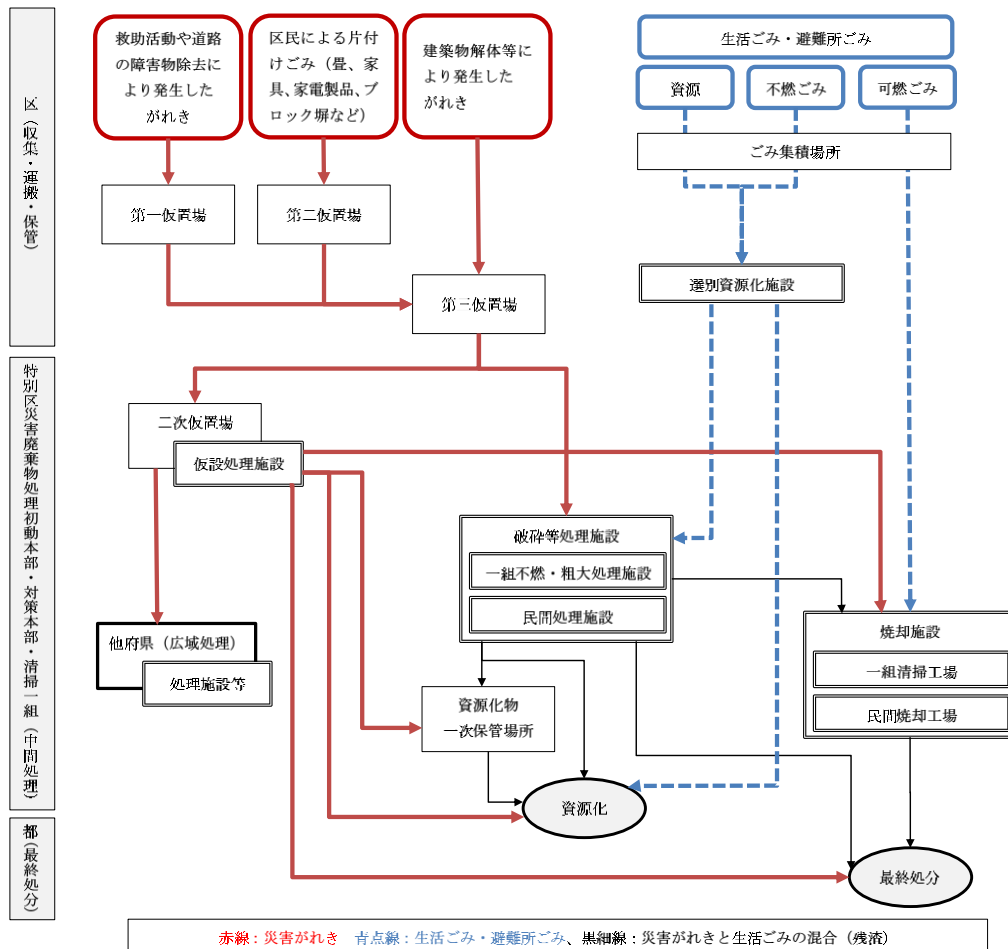 区（収集・運搬・保管）
救助活動や道路
の障害物除去に
より発生した
がれき
区民による片付
けごみ（畳、家
具、家電製品、ブ
ロック塀など）
建築物解体等に
より発生した
がれき
生活ごみ・避難所ごみ
資源
不燃ごみ
可燃ごみ
ごみ集積場所
第一仮置場
第二仮置場
選別資源化施設
第三仮置場
特別区災害廃棄物処理初動本部・対策本部・清掃一組（中間処理）
二次仮置場
仮設処理施設
破砕等処理施設
一組不燃・粗大処理施設
民間処理施設
他府県（広域処理）
処理施設等
焼却施設
一組清掃工場
民間焼却工場
資源化物
一次保管場所
資源化
都（最終処分）
最終処分
赤線：災害がれき　青点線：生活ごみ・避難所ごみ、黒細線：災害がれきと生活ごみの混合（残渣）